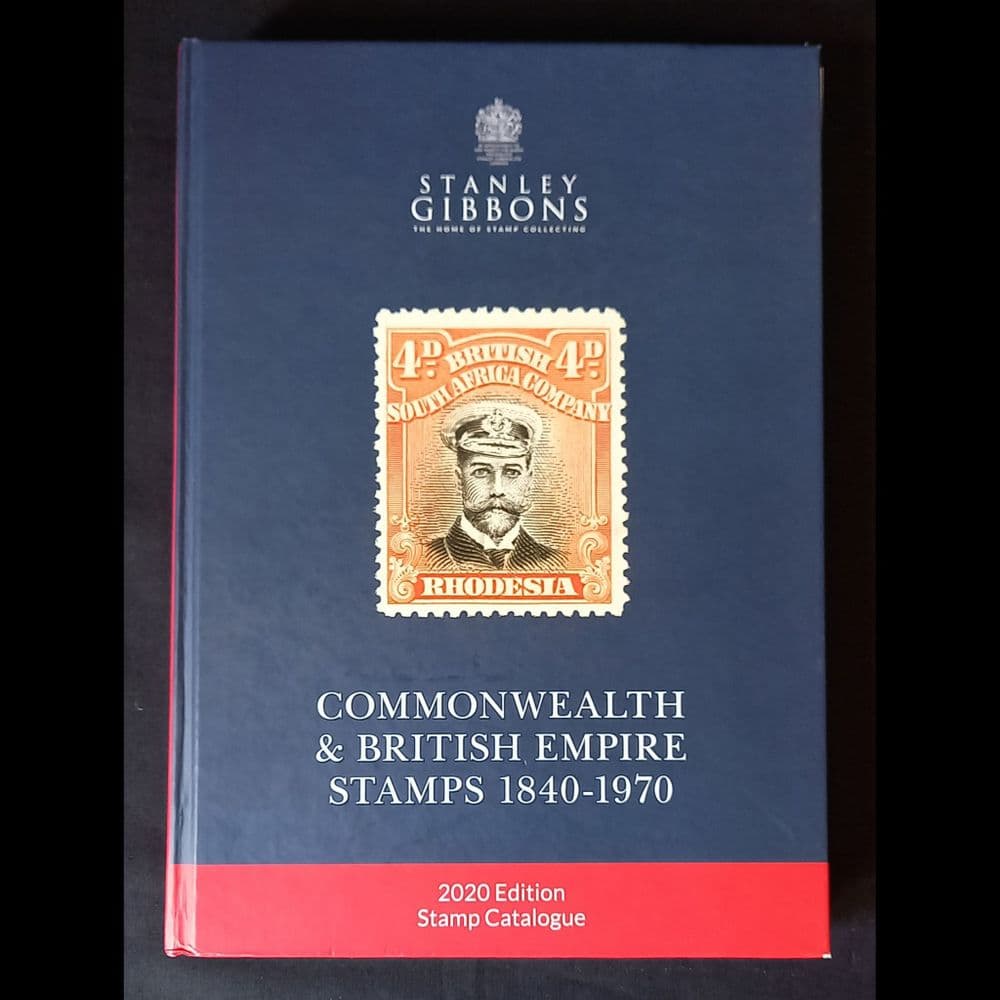 STANLEY
GIBBONS
THE HOME OF STAMP COLLECTING
4D BRITISH 4D
SOUTH AFRICA COMPANY
RHODESIA
COMMONWEALTH
& BRITISH EMPIRE
STAMPS 1840-1970
2020 Edition
Stamp Catalogue